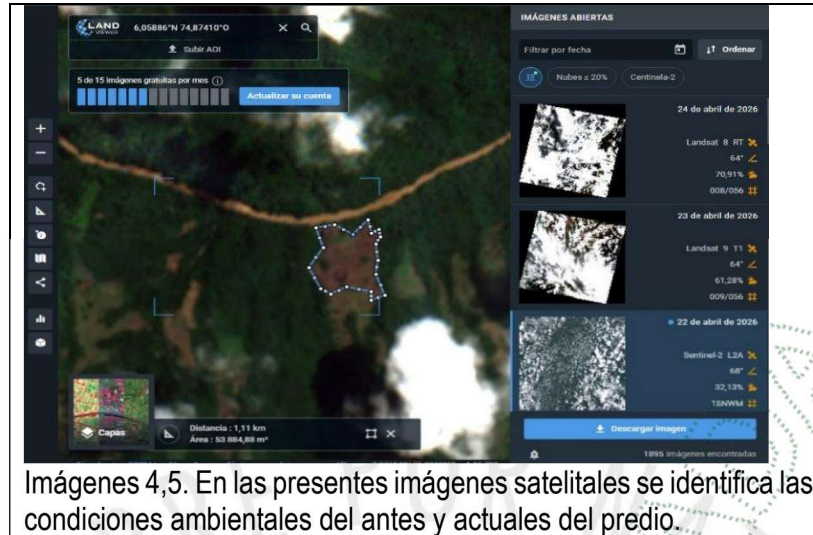 LAND
VIEWER
6,05886°N 74,87410°O
Subir AOI
5 de 15 imágenes gratuitas por mes
Actualizar su cuenta
IMÁGENES ABIERTAS
Filtrar por fecha
Ordenar
Nubes ≤ 20%
Centinela-2
24 de abril de 2026
Landsat 8 RT
64°
70,91%
008/056
23 de abril de 2026
Landsat 9 T1
64°
61,28%
009/056
22 de abril de 2026
Sentinel-2 L2A
68°
32,13%
18NWM
Capas
Distancia : 1,11 km
Área : 53 884,88 m²
Descargar imagen
1895 imágenes encontradas
Imágenes 4,5. En las presentes imágenes satelitales se identifica las
condiciones ambientales del antes y actuales del predio.